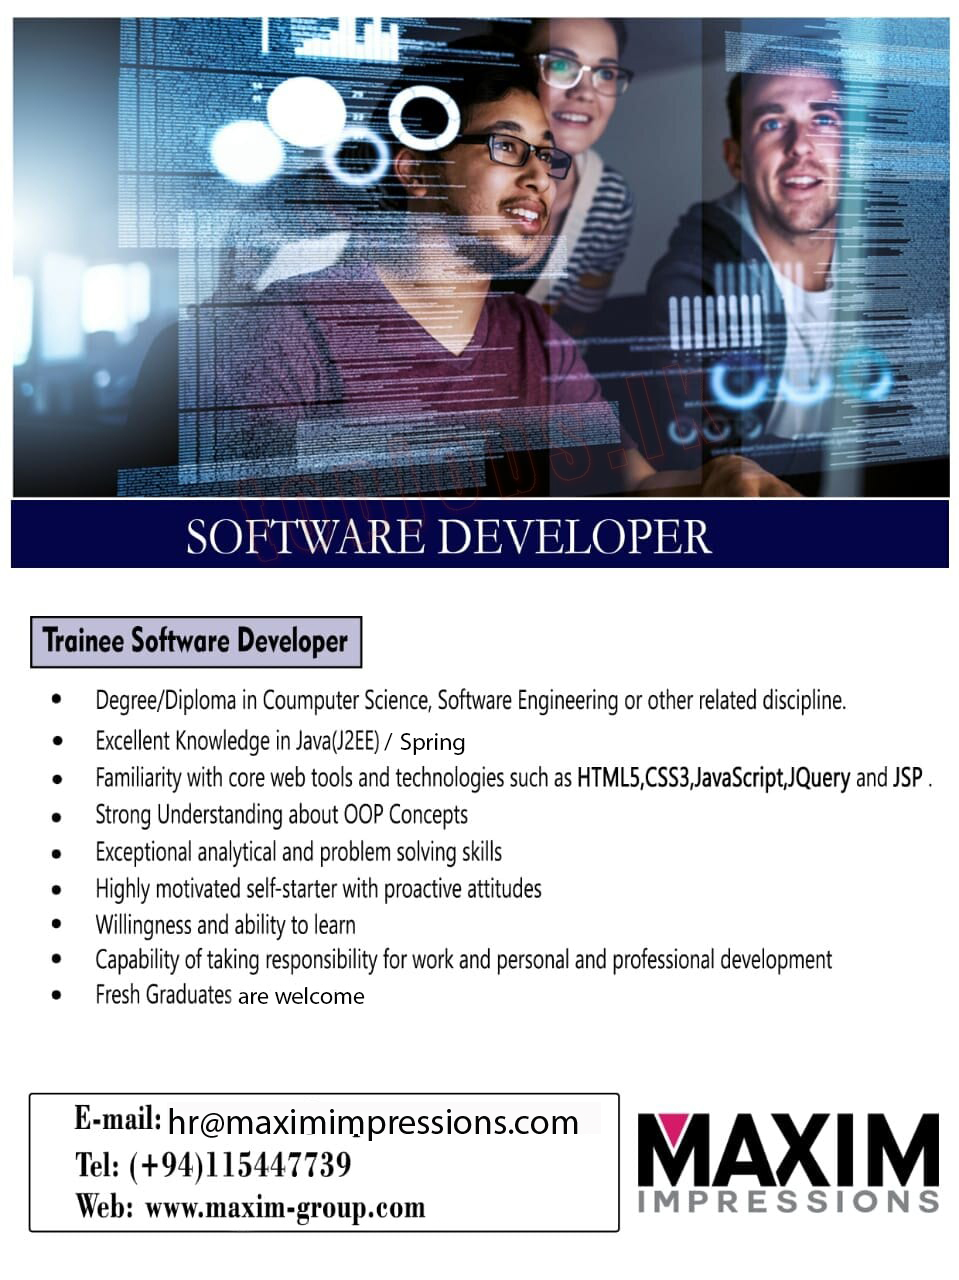 topjobs.lk
SOFTWARE DEVELOPER
Trainee Software Developer
• Degree/Diploma in Coumputer Science, Software Engineering or other related discipline.
• Excellent Knowledge in Java(J2EE) / Spring
• Familiarity with core web tools and technologies such as HTML5,CSS3,JavaScript,JQuery and JSP .
• Strong Understanding about OOP Concepts
• Exceptional analytical and problem solving skills
• Highly motivated self-starter with proactive attitudes
• Willingness and ability to learn
• Capability of taking responsibility for work and personal and professional development
• Fresh Graduates are welcome
E-mail: hr@maximimpressions.com
Tel: (+94)115447739
Web: www.maxim-group.com
MAXIM
IMPRESSIONS